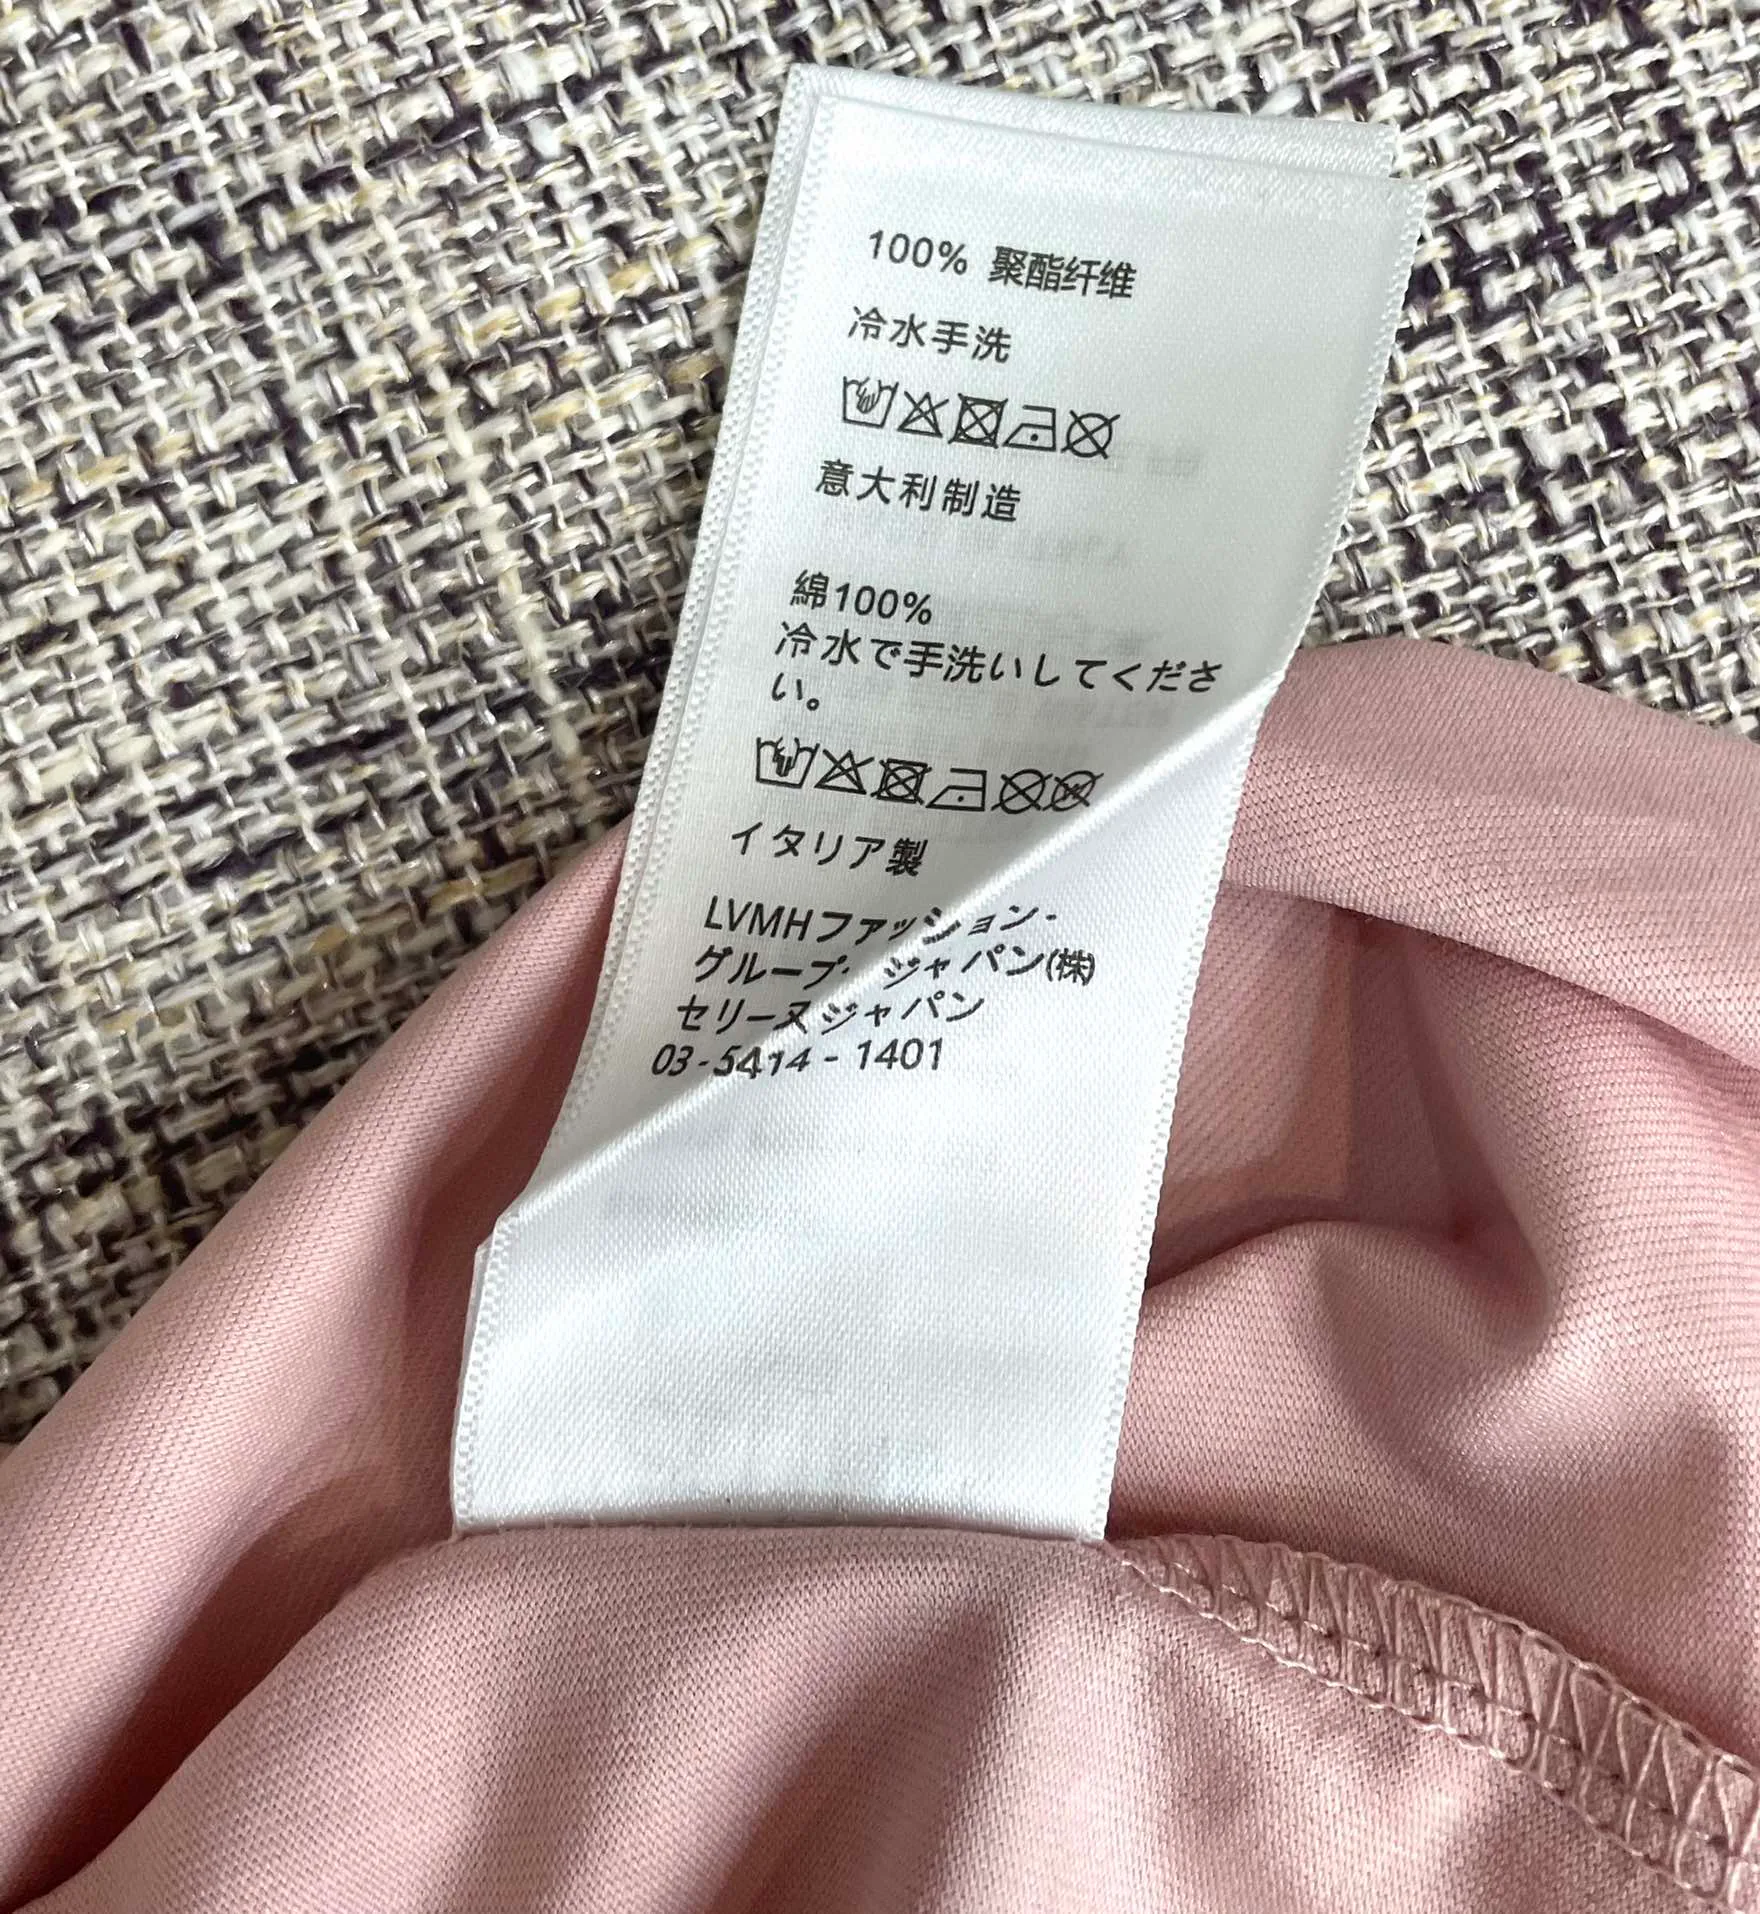 100% 聚酯纤维
冷水手洗
意大利制造
綿100%
冷水で手洗いしてくださ
い。
イタリア製
LVMHファッション・
グループ・ジャパン(株)
セリーヌジャパン
03-5414-1401